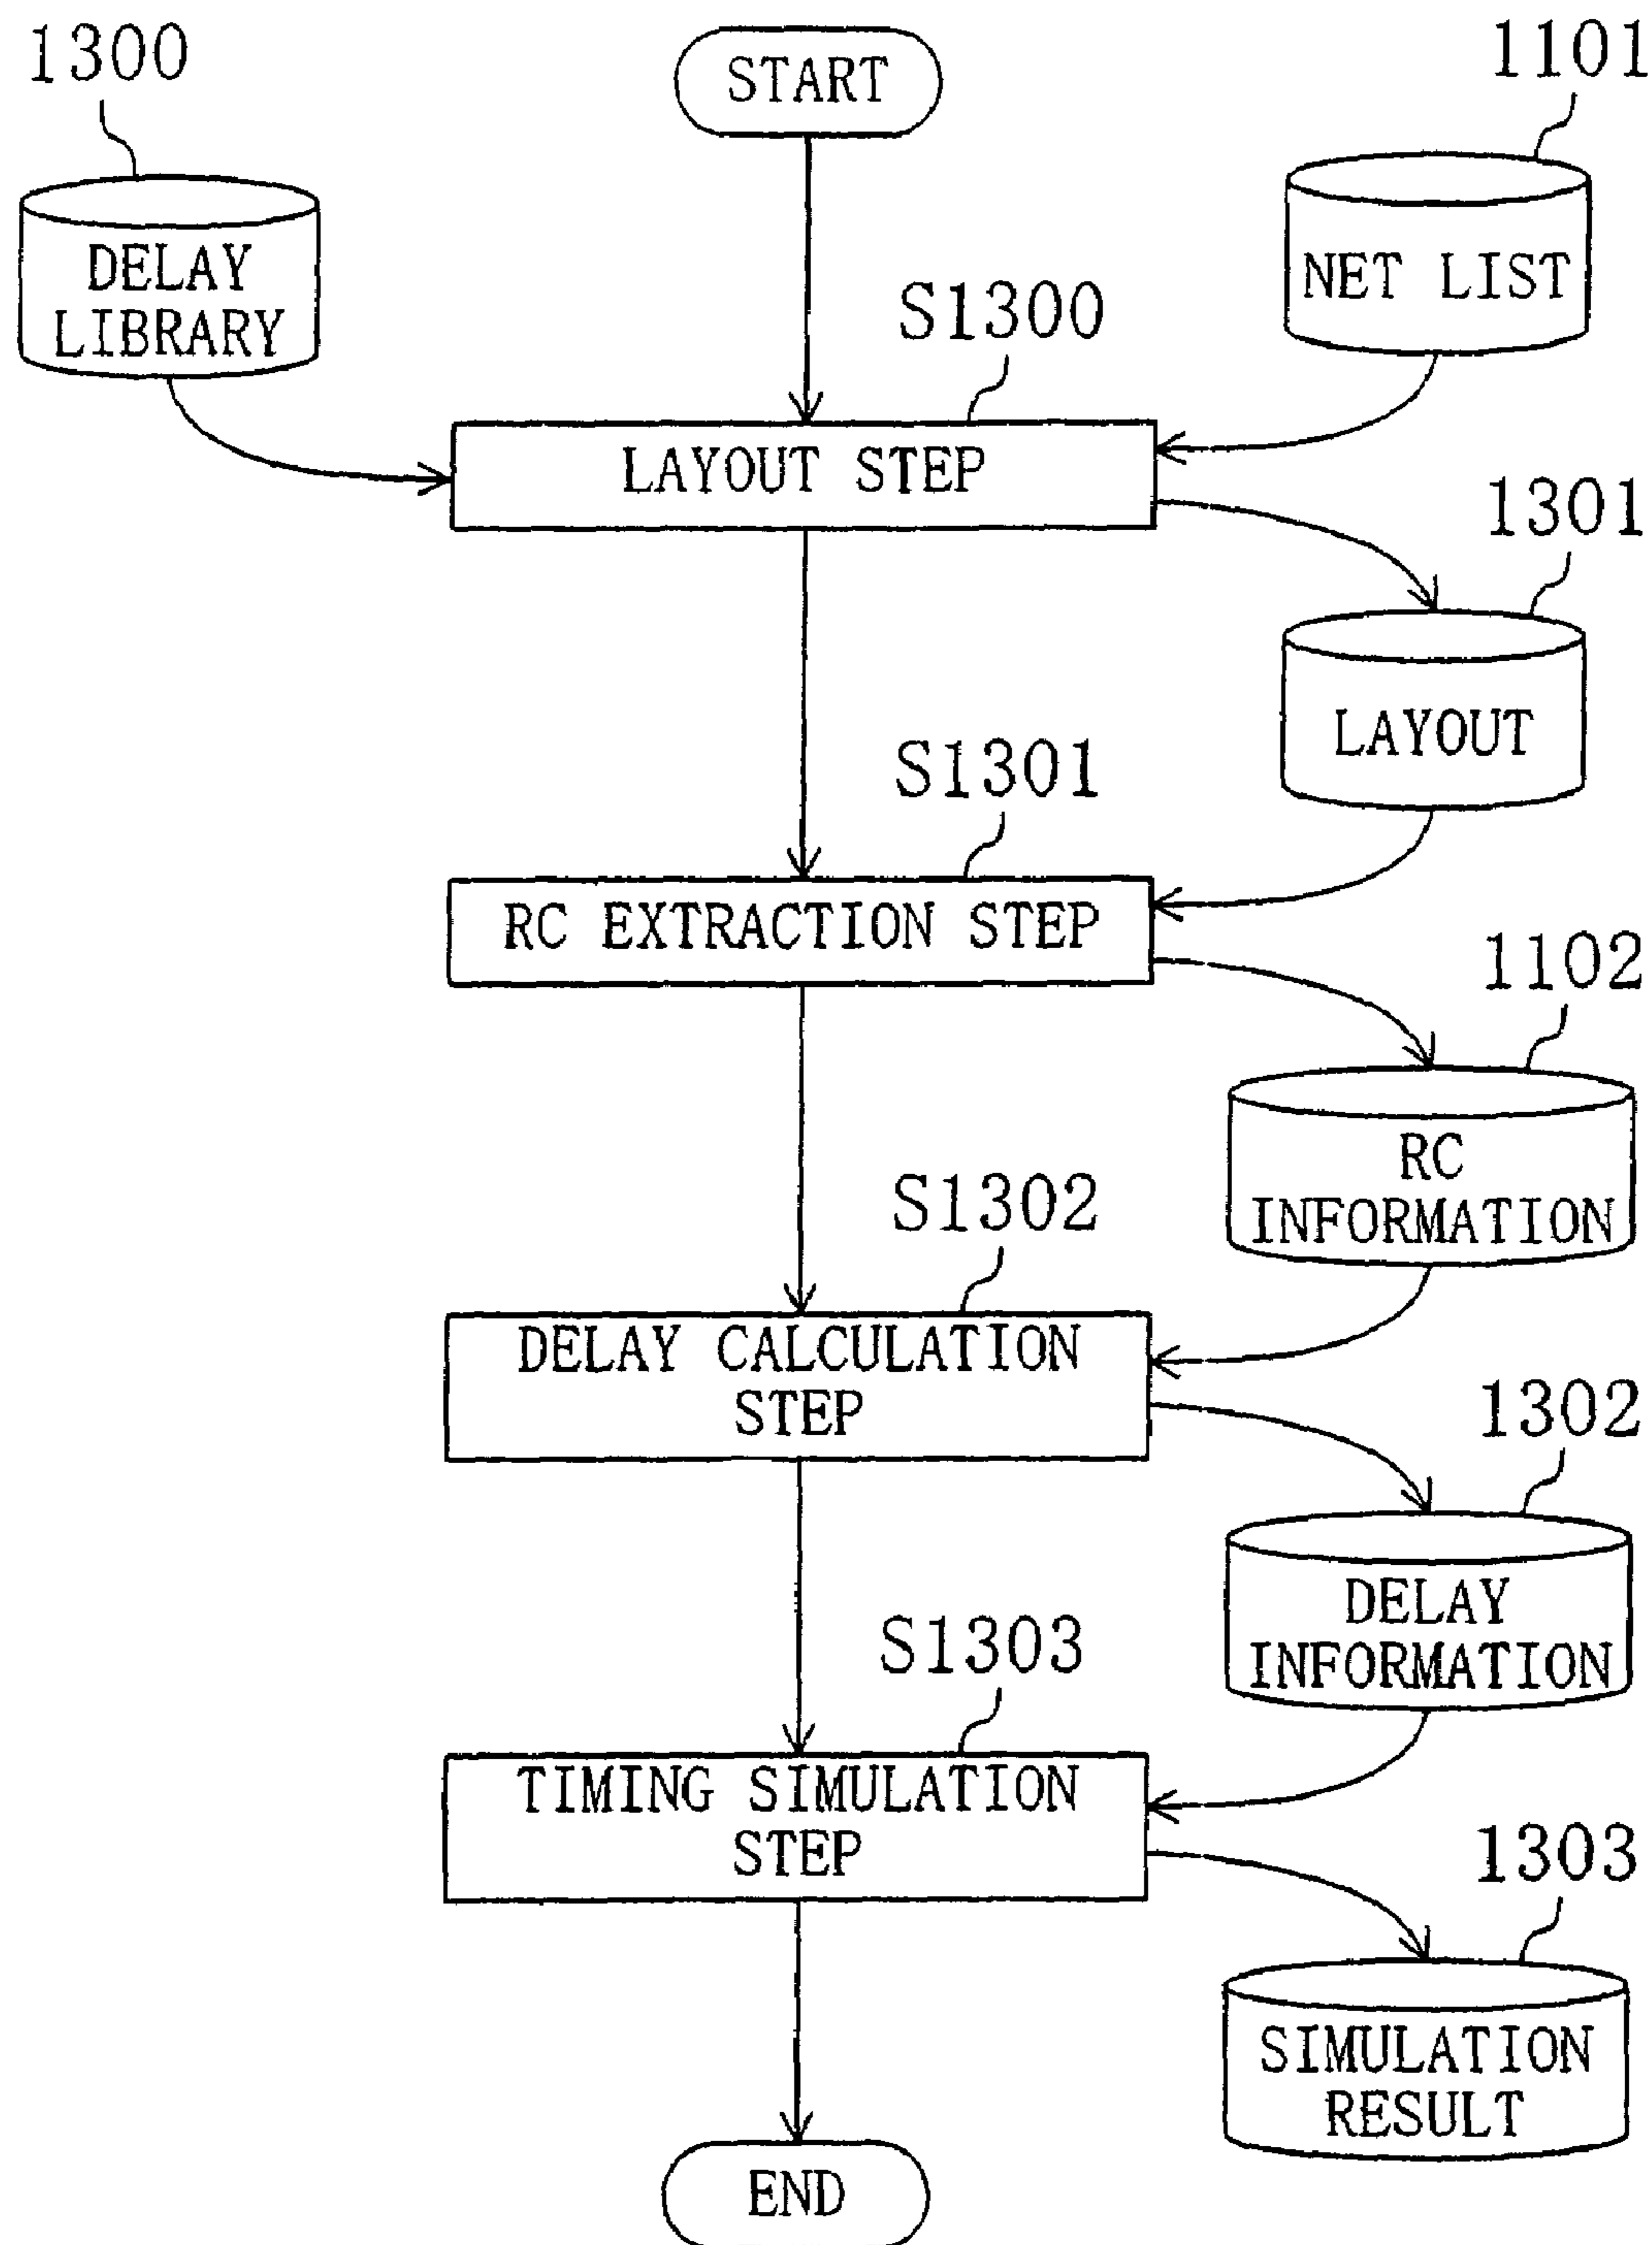 1300
START
1101
DELAY
LIBRARY
NET LIST
S1300
LAYOUT STEP
1301
LAYOUT
S1301
RC EXTRACTION STEP
1102
RC
INFORMATION
S1302
DELAY CALCULATION
STEP
1302
DELAY
INFORMATION
S1303
TIMING SIMULATION
STEP
1303
SIMULATION
RESULT
END